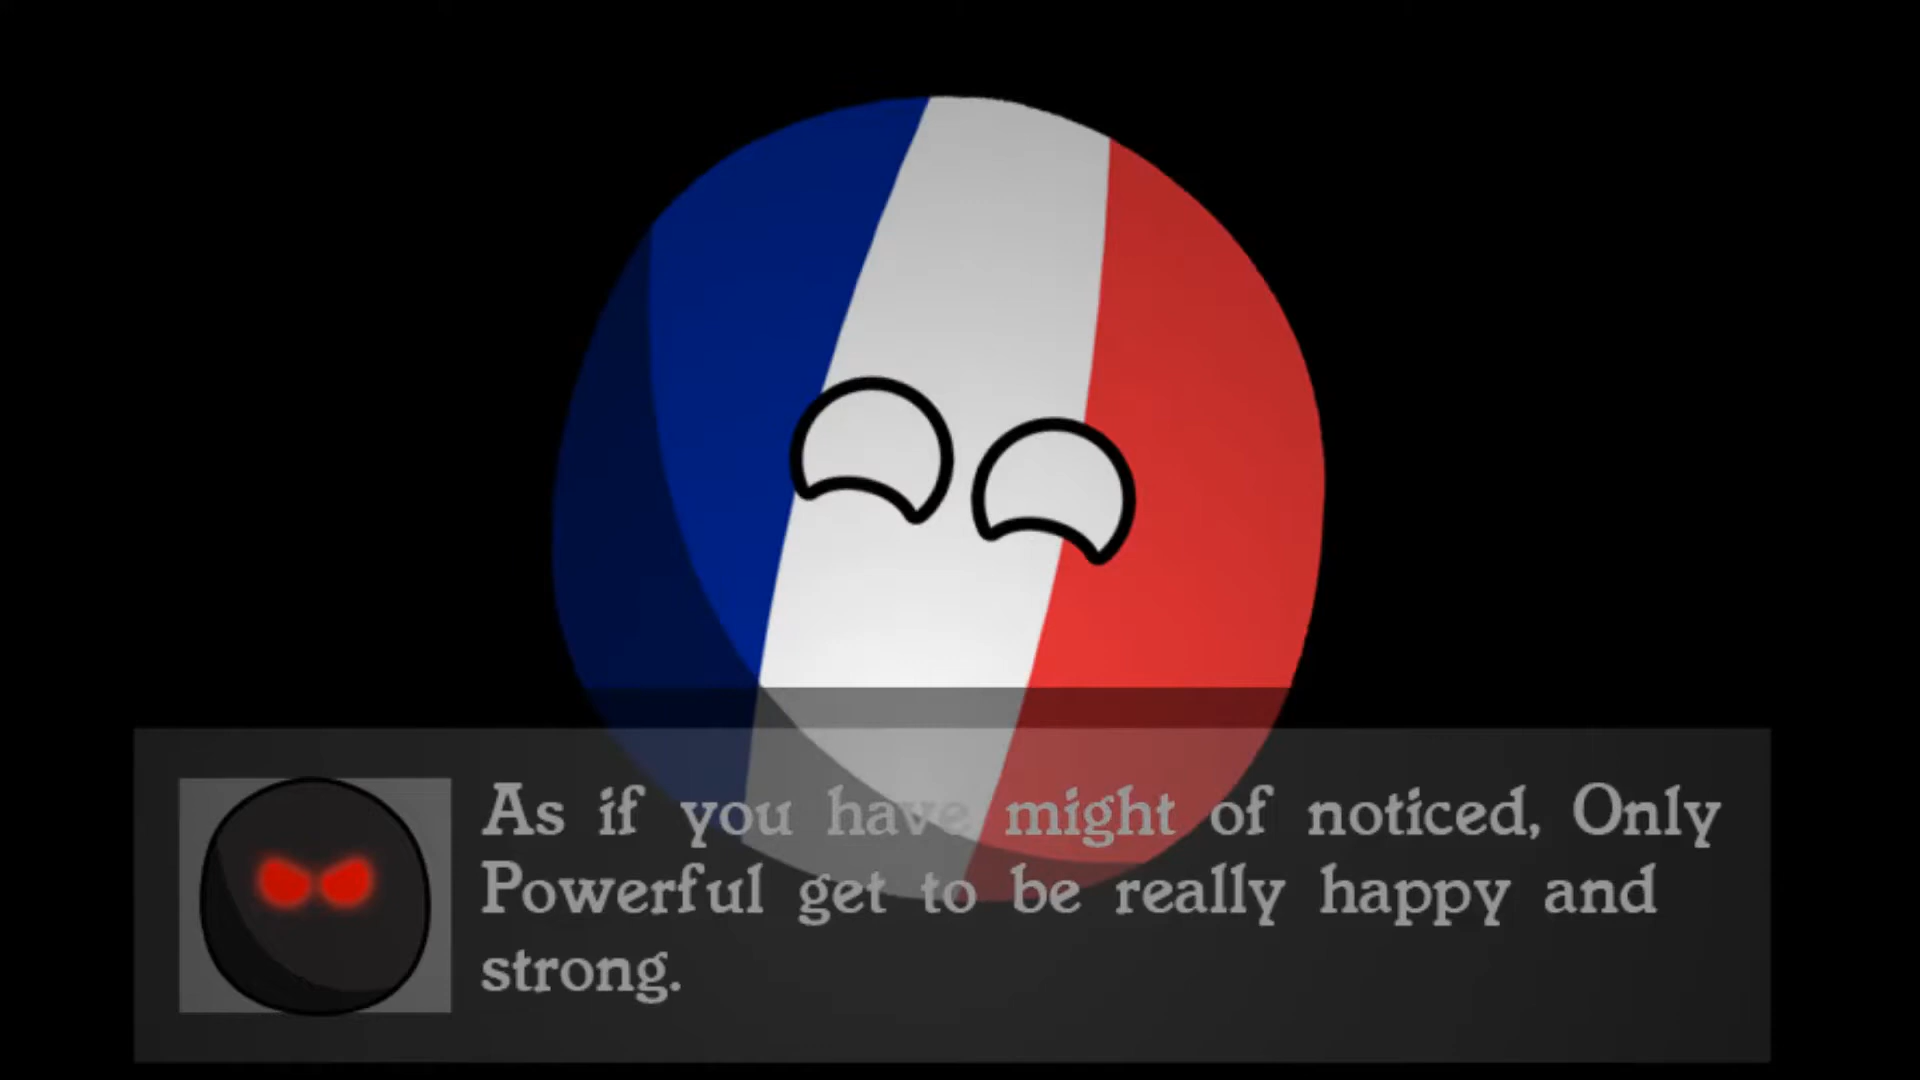 As if you have might of noticed, Only
Powerful get to be really happy and
strong.